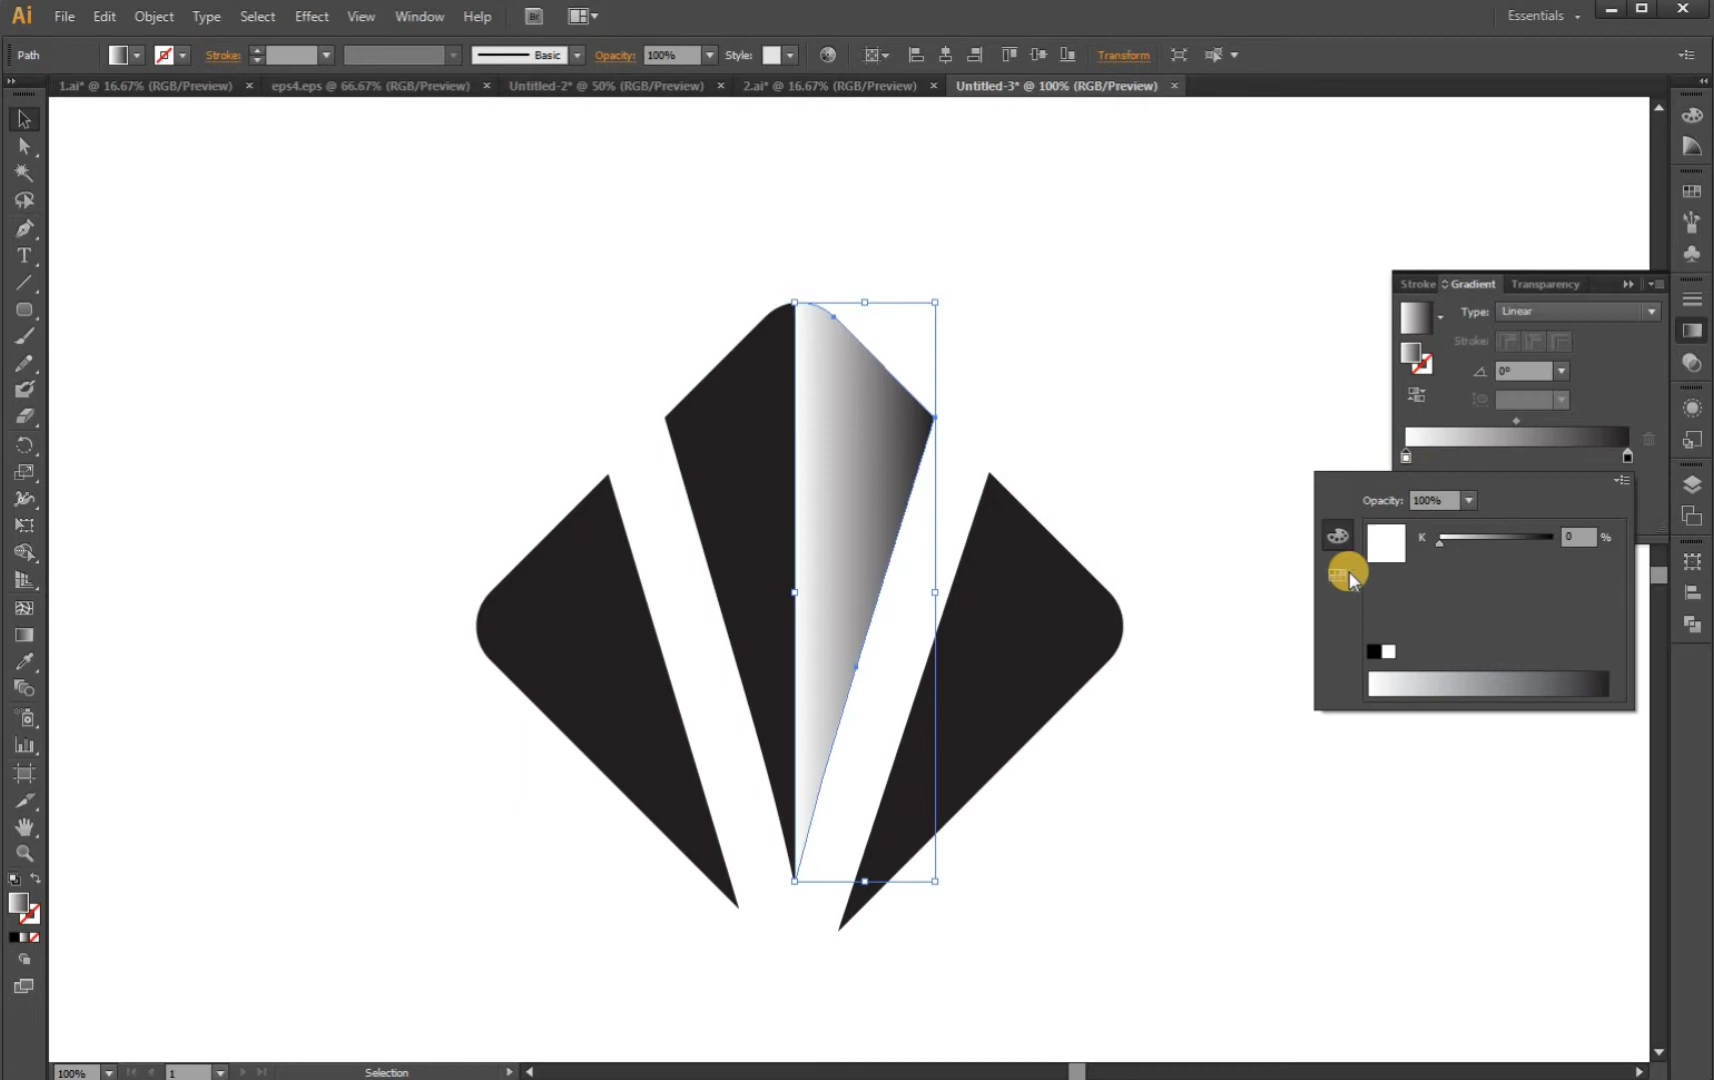 Ai File Edit Object Type Select Effect View Window Help Br Essentials
Path Stroke: Basic Opacity: 100% Style: Transform
1.ai* @ 16.67% (RGB/Preview) eps4.eps @ 66.67% (RGB/Preview) Untitled-2* @ 50% (RGB/Preview) 2.ai* @ 16.67% (RGB/Preview) Untitled-3* @ 100% (RGB/Preview)
Stroke Gradient Transparency
Type: Linear
Stroke:
0°
Opacity: 100%
K 0 %
100% 1 Selection